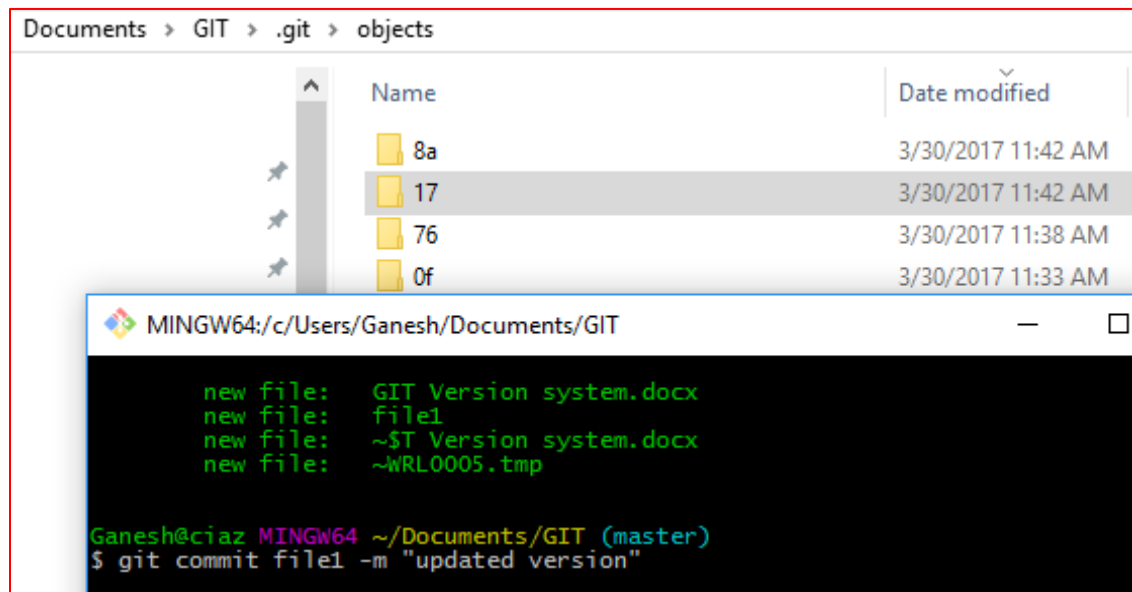 Documents > GIT > .git > objects
Name Date modified
8a 3/30/2017 11:42 AM
17 3/30/2017 11:42 AM
76 3/30/2017 11:38 AM
0f 3/30/2017 11:33 AM
MINGW64:/c/Users/Ganesh/Documents/GIT
new file: GIT Version system.docx
new file: file1
new file: ~$T Version system.docx
new file: ~WRL0005.tmp
Ganesh@ciaz MINGW64 ~/Documents/GIT (master)
$ git commit file1 -m "updated version"